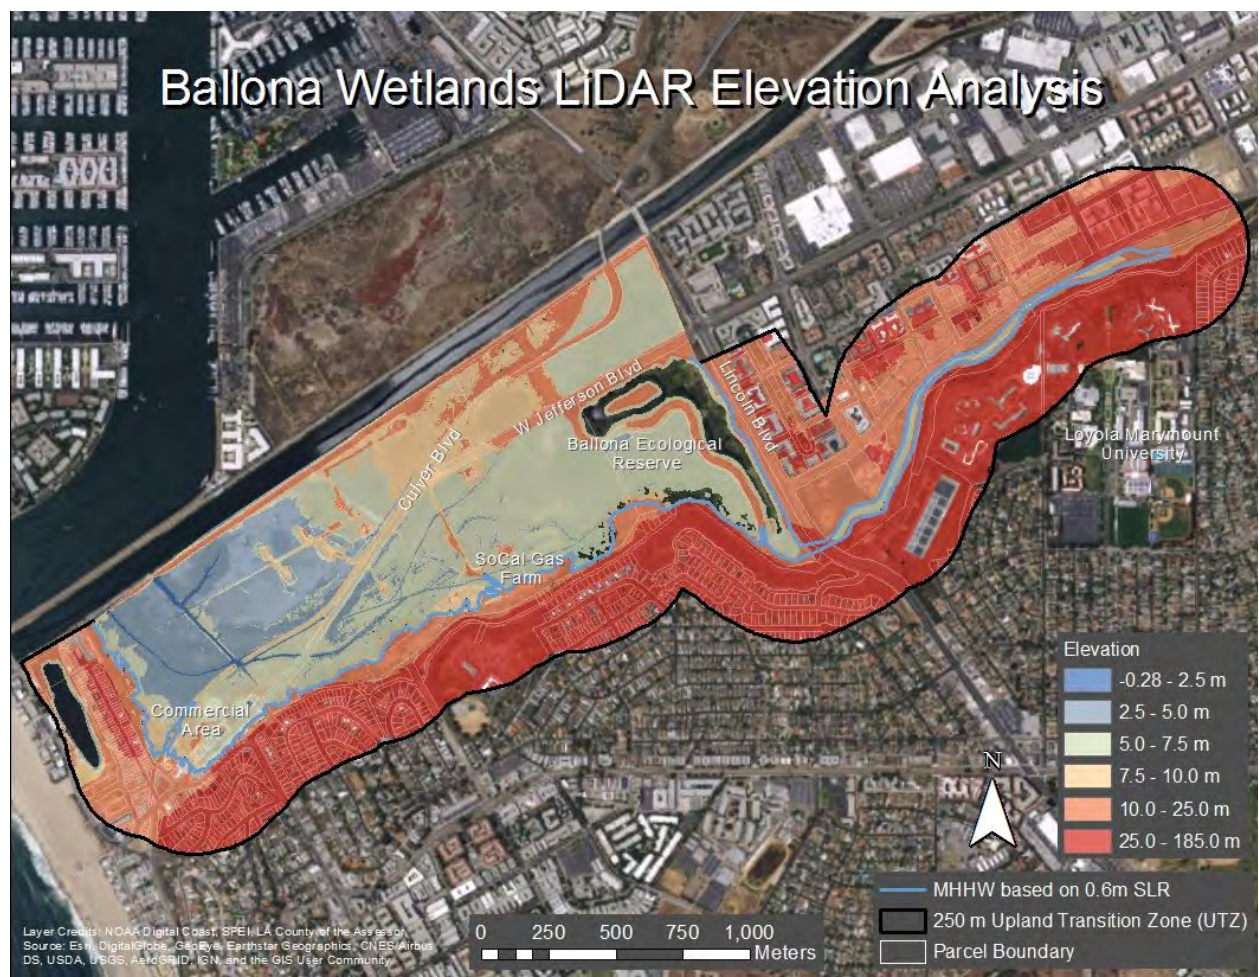 Ballona Wetlands LiDAR Elevation Analysis
W Jefferson Blvd
Lincoln Blvd
Culver Blvd
Ballona Ecological
Reserve
Loyola Marymount
University
SoCal Gas
Farm
Commercial
Area
Elevation
-0.28 - 2.5 m
2.5 - 5.0 m
5.0 - 7.5 m
7.5 - 10.0 m
10.0 - 25.0 m
25.0 - 185.0 m
N
MHHW based on 0.6m SLR
250 m Upland Transition Zone (UTZ)
Parcel Boundary
0 250 500 750 1,000
Meters
Layer Credits: NOAA Digital Coast, SPEI, LA County of the Assessor,
Source: Esri, DigitalGlobe, GeoEye, Earthstar Geographics, CNES/Airbus
DS, USDA, USGS, AeroGRID, IGN, and the GIS User Community